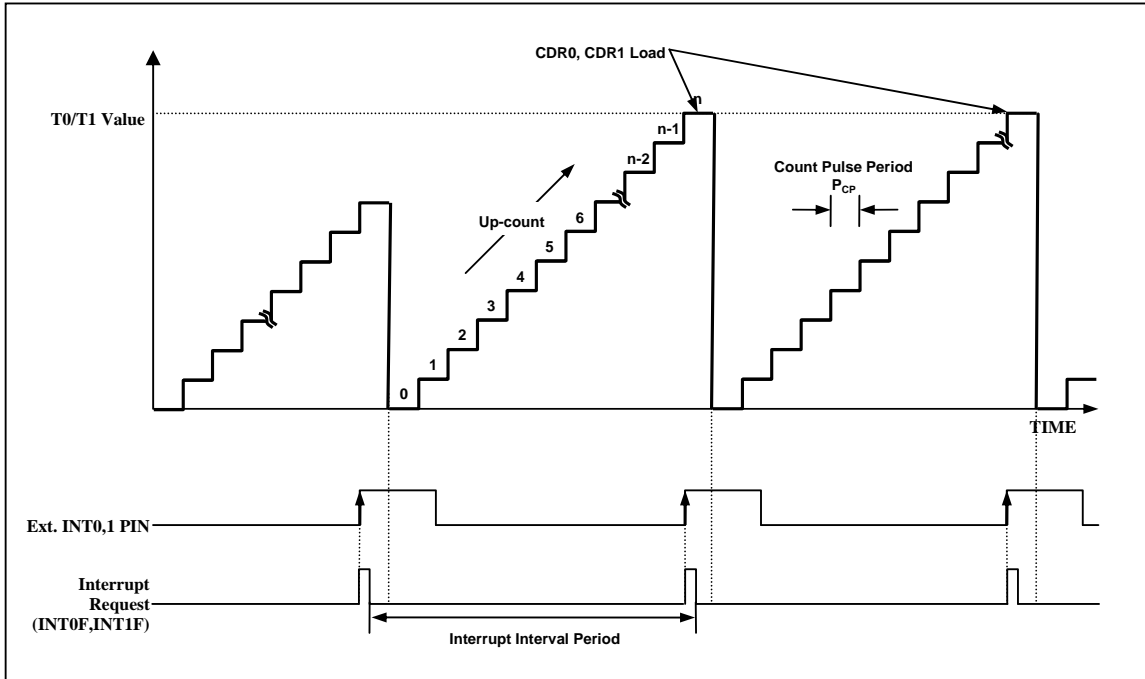 CDR0, CDR1 Load
n
T0/T1 Value
n-1
n-2
Count Pulse Period
P_CP
Up-count
6
5
4
3
2
1
0
TIME
Ext. INT0,1 PIN
Interrupt
Request
(INT0F,INT1F)
Interrupt Interval Period